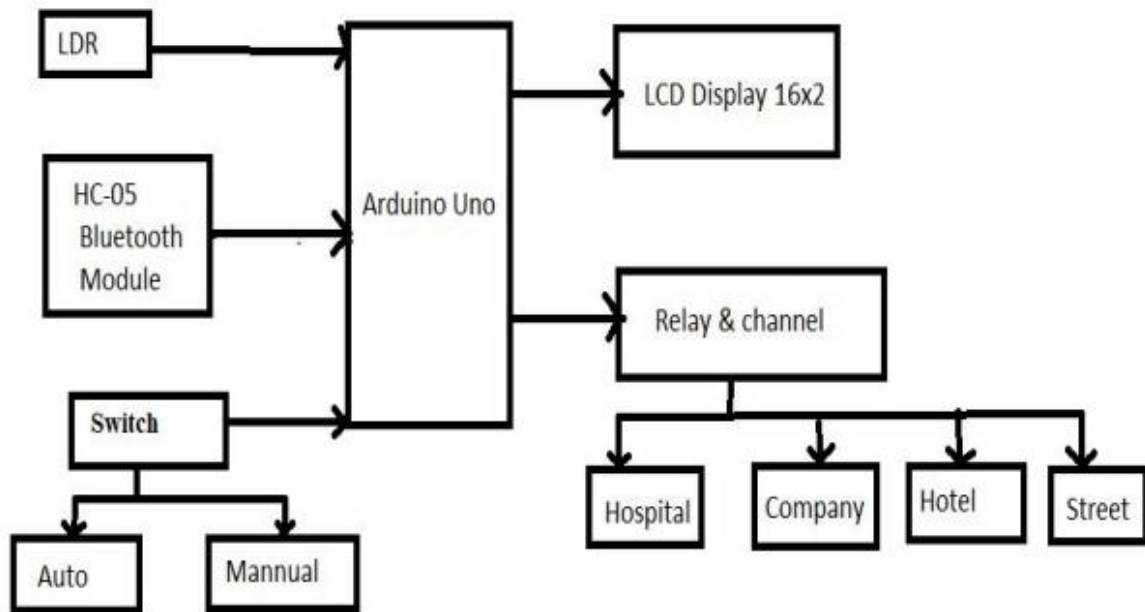 LDR
LCD Display 16x2
HC-05
Bluetooth
Module
Arduino Uno
Relay & channel
Switch
Hospital
Company
Hotel
Street
Auto
Mannual